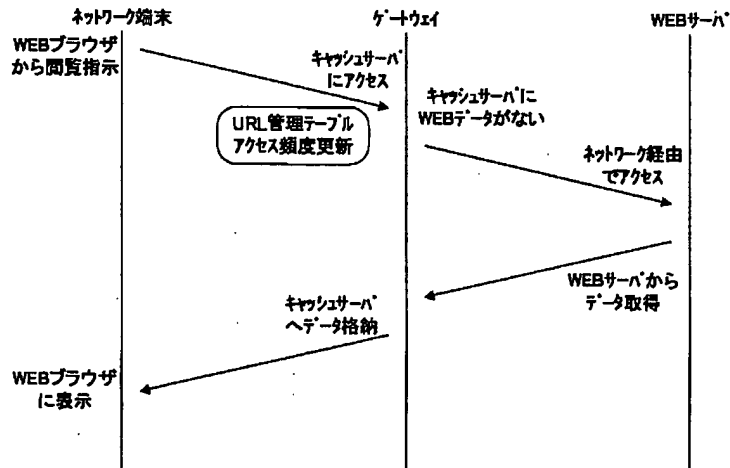 ネットワーク端末
ゲートウェイ
WEBサーバ
WEBブラウザ
から閲覧指示
キャッシュサーバ
にアクセス
URL管理テーブル
アクセス頻度更新
キャッシュサーバに
WEBデータがない
ネットワーク経由
でアクセス
WEBサーバから
データ取得
キャッシュサーバ
へデータ格納
WEBブラウザ
に表示